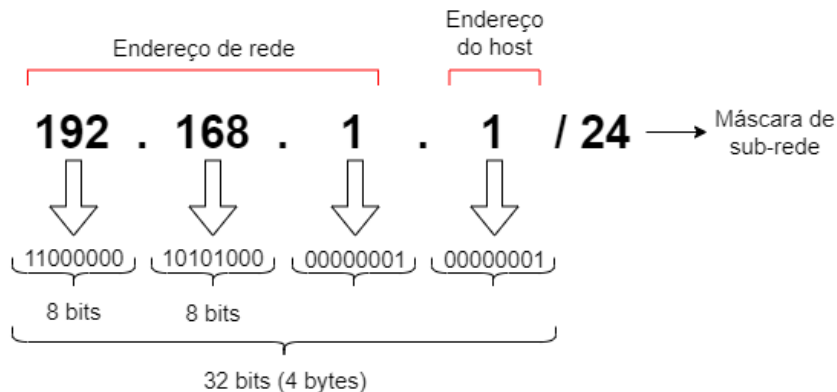 Endereço de rede
Endereço
do host
192 . 168 . 1 . 1 / 24
Máscara de
sub-rede
11000000 10101000 00000001 00000001
8 bits 8 bits
32 bits (4 bytes)